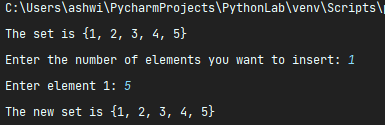 C:\Users\ashwi\PycharmProjects\PythonLab\venv\Scripts\
The set is {1, 2, 3, 4, 5}
Enter the number of elements you want to insert: 1
Enter element 1: 5
The new set is {1, 2, 3, 4, 5}